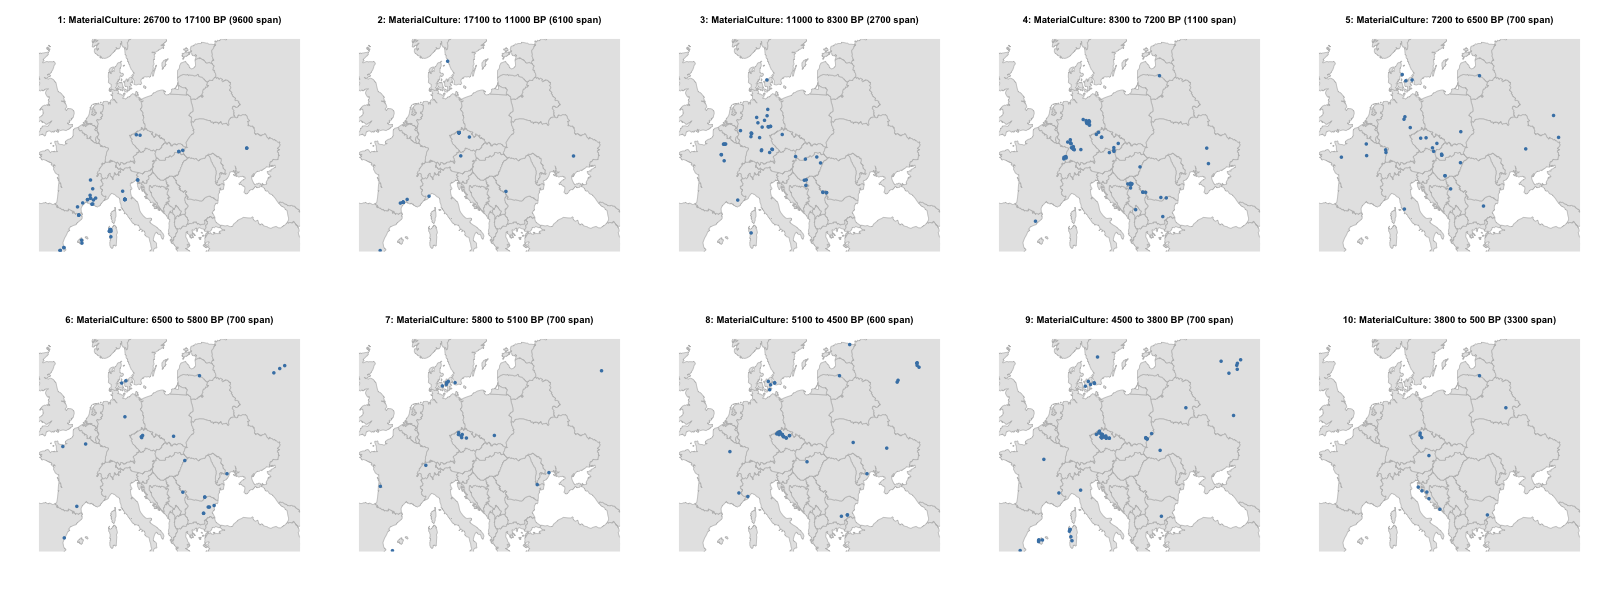 1: MaterialCulture: 26700 to 17100 BP (9600 span)
2: MaterialCulture: 17100 to 11000 BP (6100 span)
3: MaterialCulture: 11000 to 8300 BP (2700 span)
4: MaterialCulture: 8300 to 7200 BP (1100 span)
5: MaterialCulture: 7200 to 6500 BP (700 span)
6: MaterialCulture: 6500 to 5800 BP (700 span)
7: MaterialCulture: 5800 to 5100 BP (700 span)
8: MaterialCulture: 5100 to 4500 BP (600 span)
9: MaterialCulture: 4500 to 3800 BP (700 span)
10: MaterialCulture: 3800 to 500 BP (3300 span)